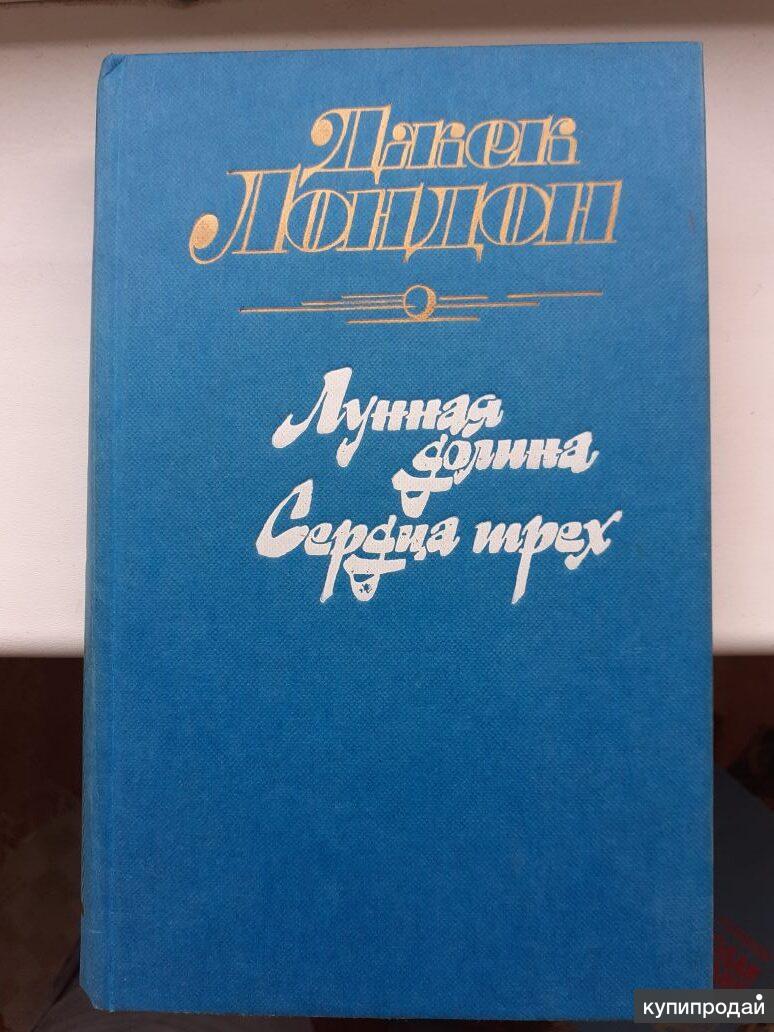 Джек
Лондон
Лунная
долина
Сердца трех
купипродай